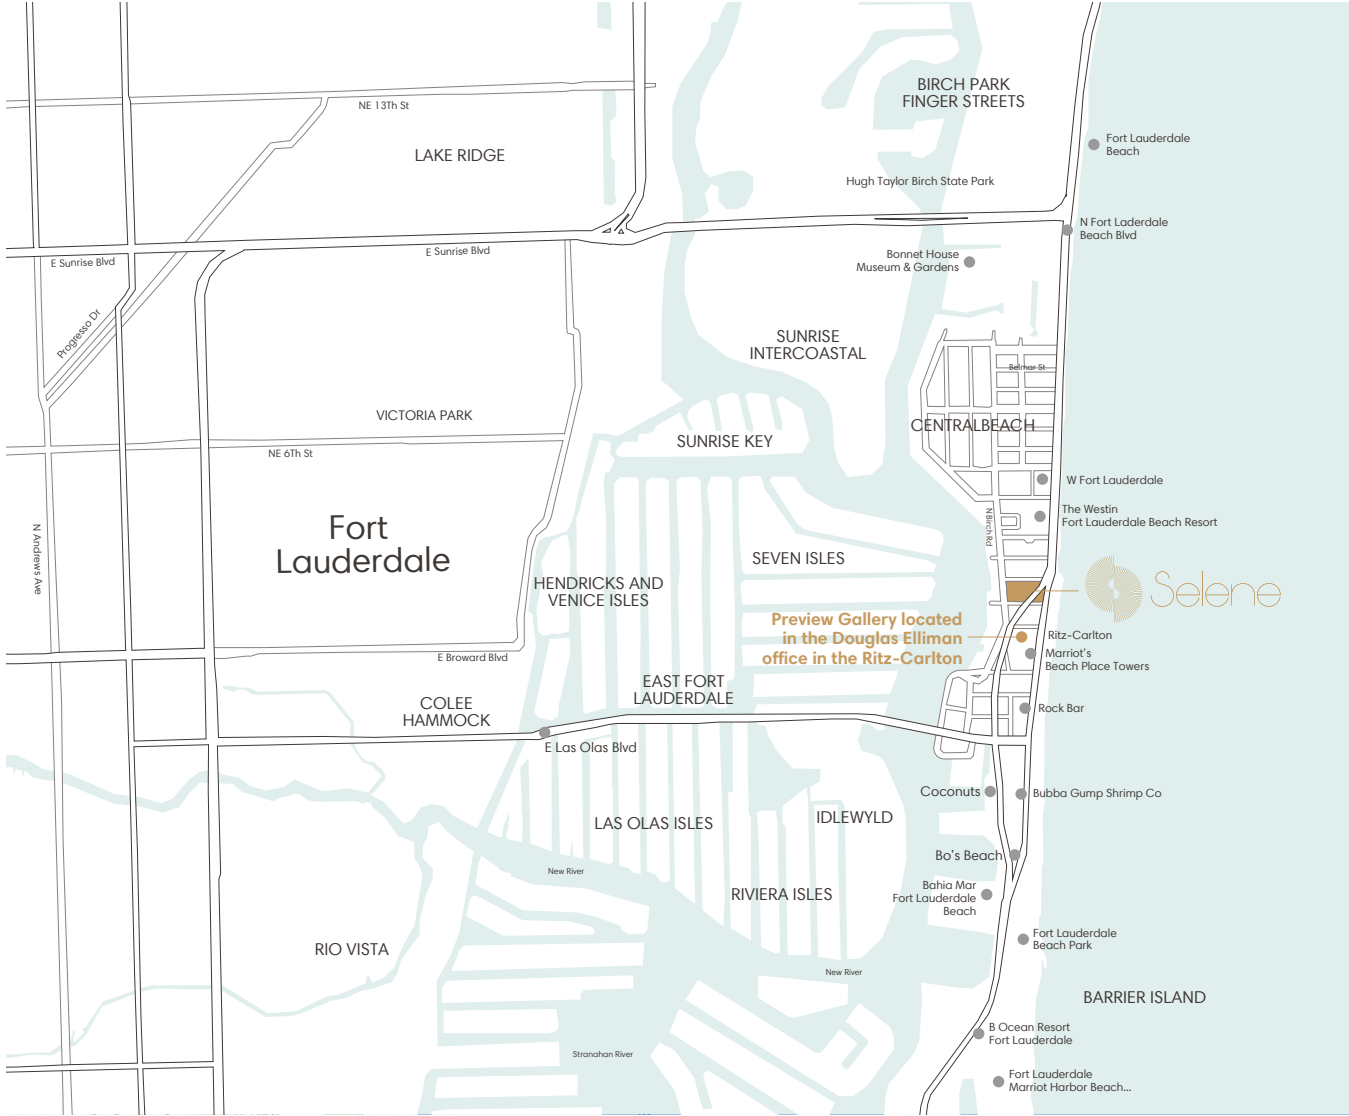 BIRCH PARK
FINGER STREETS
NE 13Th St
Fort Lauderdale
Beach
LAKE RIDGE
Hugh Taylor Birch State Park
N Fort Laderdale
Beach Blvd
E Sunrise Blvd
E Sunrise Blvd
Bonnet House
Museum & Gardens
Progresso Dr
SUNRISE
INTERCOASTAL
Belmar St
VICTORIA PARK
CENTRALBEACH
SUNRISE KEY
NE 6Th St
W Fort Lauderdale
The Westin
Fort Lauderdale Beach Resort
N Birch Rd
N Andrews Ave
Fort
Lauderdale
SEVEN ISLES
HENDRICKS AND
VENICE ISLES
Selene
Preview Gallery located
in the Douglas Elliman
office in the Ritz-Carlton
Ritz-Carlton
Marriot's
Beach Place Towers
E Broward Blvd
EAST FORT
LAUDERDALE
COLEE
HAMMOCK
Rock Bar
E Las Olas Blvd
Coconuts
Bubba Gump Shrimp Co
LAS OLAS ISLES
IDLEWYLD
Bo's Beach
New River
RIVIERA ISLES
Bahia Mar
Fort Lauderdale
Beach
Fort Lauderdale
Beach Park
RIO VISTA
New River
BARRIER ISLAND
B Ocean Resort
Fort Lauderdale
Stranahan River
Fort Lauderdale
Marriot Harbor Beach...